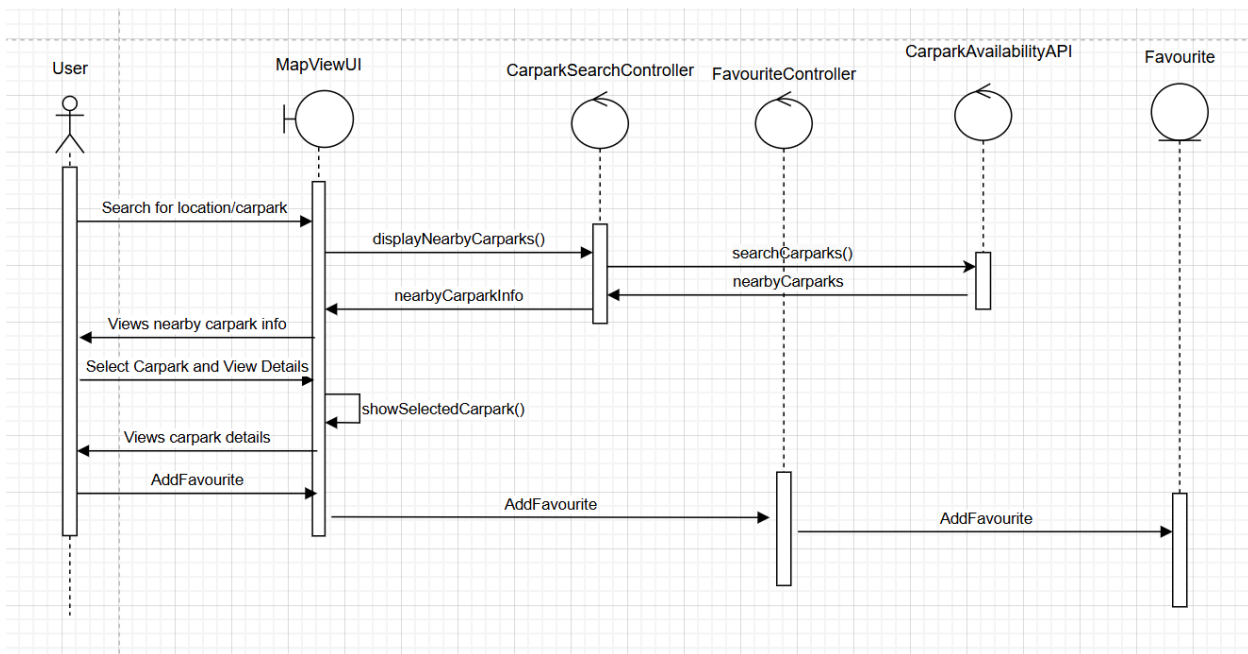 User
MapViewUI
CarparkSearchController
FavouriteController
CarparkAvailabilityAPI
Favourite
Search for location/carpark
displayNearbyCarparks()
searchCarparks()
nearbyCarparks
nearbyCarparkInfo
Views nearby carpark info
Select Carpark and View Details
showSelectedCarpark()
Views carpark details
AddFavourite
AddFavourite
AddFavourite